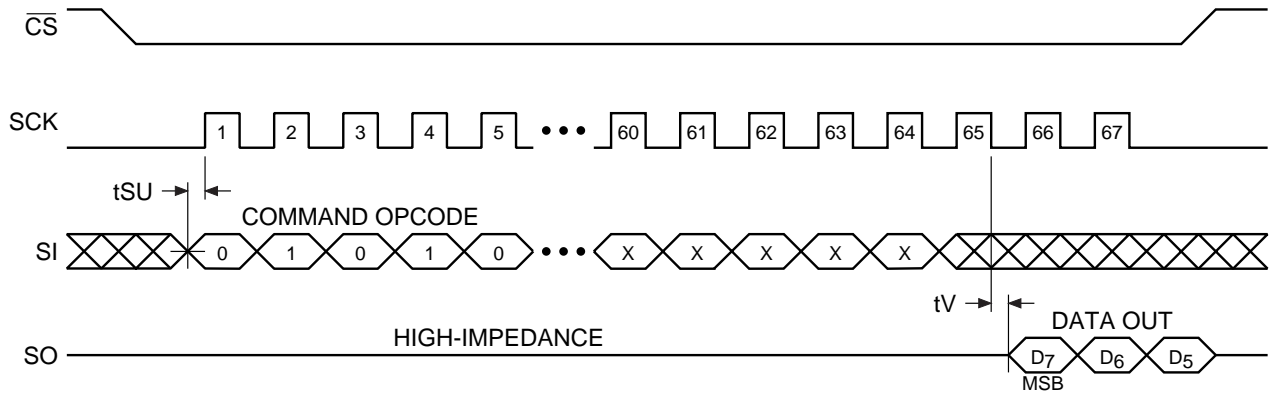 CS
SCK
1 2 3 4 5 ••• 60 61 62 63 64 65 66 67
tSU
COMMAND OPCODE
SI
0 1 0 1 0 ••• X X X X X
tV
DATA OUT
HIGH-IMPEDANCE
SO
D7 D6 D5
MSB